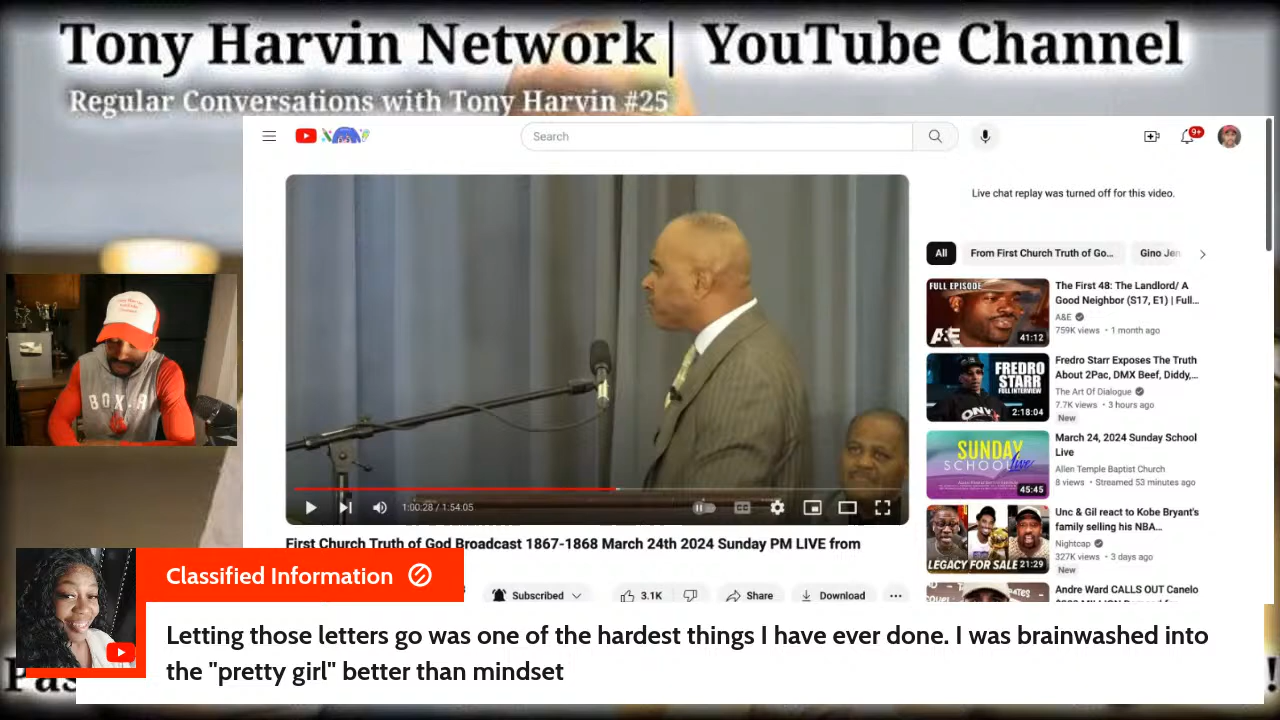 Tony Harvin Network| YouTube Channel
Regular Conversations with Tony Harvin #25
Search
9+
Live chat replay was turned off for this video.
All
From First Church Truth of Go...
Gino Jen
FULL EPISODE
A&E
41:12
The First 48: The Landlord/ A
Good Neighbor (S17, E1) | Full...
A&E
759K views • 1 month ago
FREDRO
STARR
FULL INTERVIEW
2:18:04
Fredro Starr Exposes The Truth
About 2Pac, DMX Beef, Diddy,...
The Art Of Dialogue
7.7K views • 3 hours ago
New
SUNDAY
SCHOOL Live
45:45
March 24, 2024 Sunday School
Live
Allen Temple Baptist Church
8 views • Streamed 53 minutes ago
LEGACY FOR SALE
21:29
Unc & Gil react to Kobe Bryant's
family selling his NBA...
Nightcap
327K views • 3 days ago
New
Andre Ward CALLS OUT Canelo
BOXER
1:00:28 / 1:54:05
First Church Truth of God Broadcast 1867-1868 March 24th 2024 Sunday PM LIVE from
Subscribed
3.1K
Share
Download
Classified Information
Letting those letters go was one of the hardest things I have ever done. I was brainwashed into
the "pretty girl" better than mindset